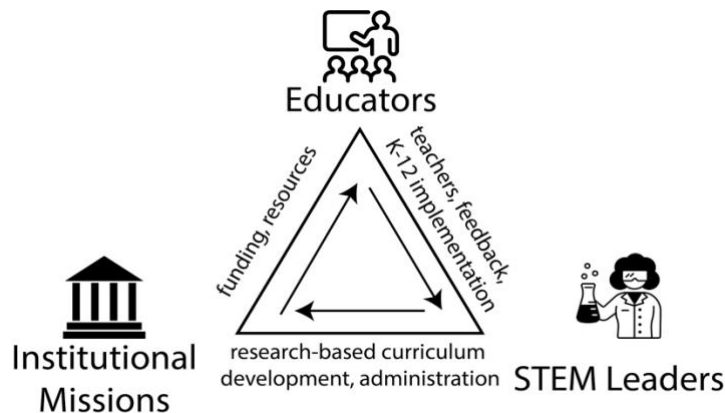 Educators
funding, resources
teachers, feedback,
K-12 implementation
Institutional
Missions
research-based curriculum
development, administration
STEM Leaders